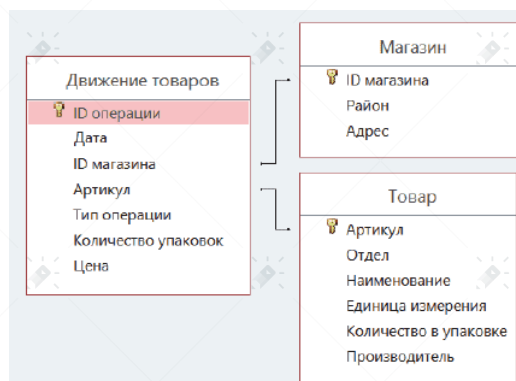 Движение товаров
ID операции
Дата
ID магазина
Артикул
Тип операции
Количество упаковок
Цена
Магазин
ID магазина
Район
Адрес
Товар
Артикул
Отдел
Наименование
Единица измерения
Количество в упаковке
Производитель